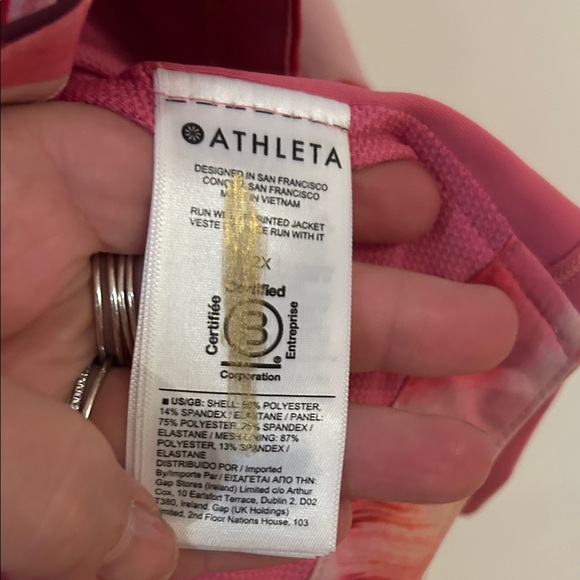 ATHLETA
DESIGNED IN SAN FRANCISCO
SAN FRANCISCO
IN VIETNAM
RUN PRINTED JACKET
VESTE RUN WITH IT
2X
Certified
Certifiée
B
Entreprise
®
Corporation
■ US/GB: SHELL: POLYESTER,
14% SPANDEX / ELASTANE / PANEL:
75% POLYESTER, 25% SPANDEX /
ELASTANE / MESH LINING: 87%
POLYESTER, 13% SPANDEX /
ELASTANE
DISTRIBUIDO POR / Imported
By/Importe Par / ΕΙΣΑΓΕΤΑΙ ΑΠΟ ΤΗΝ
Gap Stores (Ireland) Limited c/o Arthur
Cox, 10 Earlsfort Terrace, Dublin 2, D02
T380, Ireland. Gap (UK Holdings)
Limited, 2nd Floor Nations House, 103